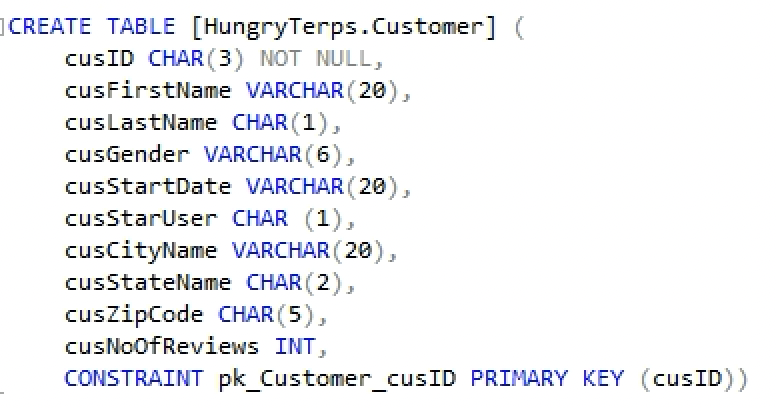 CREATE TABLE [HungryTerps.Customer] (
cusID CHAR(3) NOT NULL,
cusFirstName VARCHAR(20),
cusLastName CHAR(1),
cusGender VARCHAR(6),
cusStartDate VARCHAR(20),
cusStarUser CHAR (1),
cusCityName VARCHAR(20),
cusStateName CHAR(2),
cusZipCode CHAR(5),
cusNoOfReviews INT,
CONSTRAINT pk_Customer_cusID PRIMARY KEY (cusID))